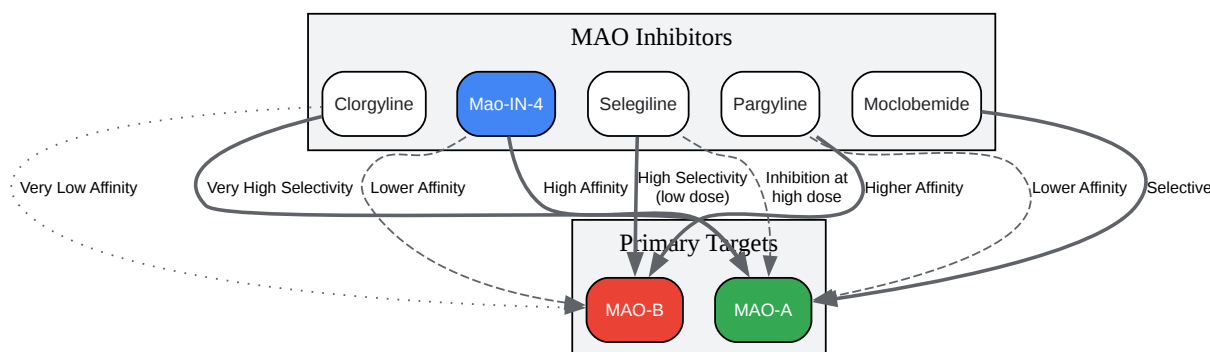 MAO Inhibitors
Clorgyline
Mao-IN-4
Selegiline
Pargyline
Moclobemide
Very Low Affinity
Very High Selectivity
Lower Affinity
High Affinity
High Selectivity
(low dose)
Inhibition at
high dose
Higher Affinity
Lower Affinity
Selective
Primary Targets
MAO-B
MAO-A